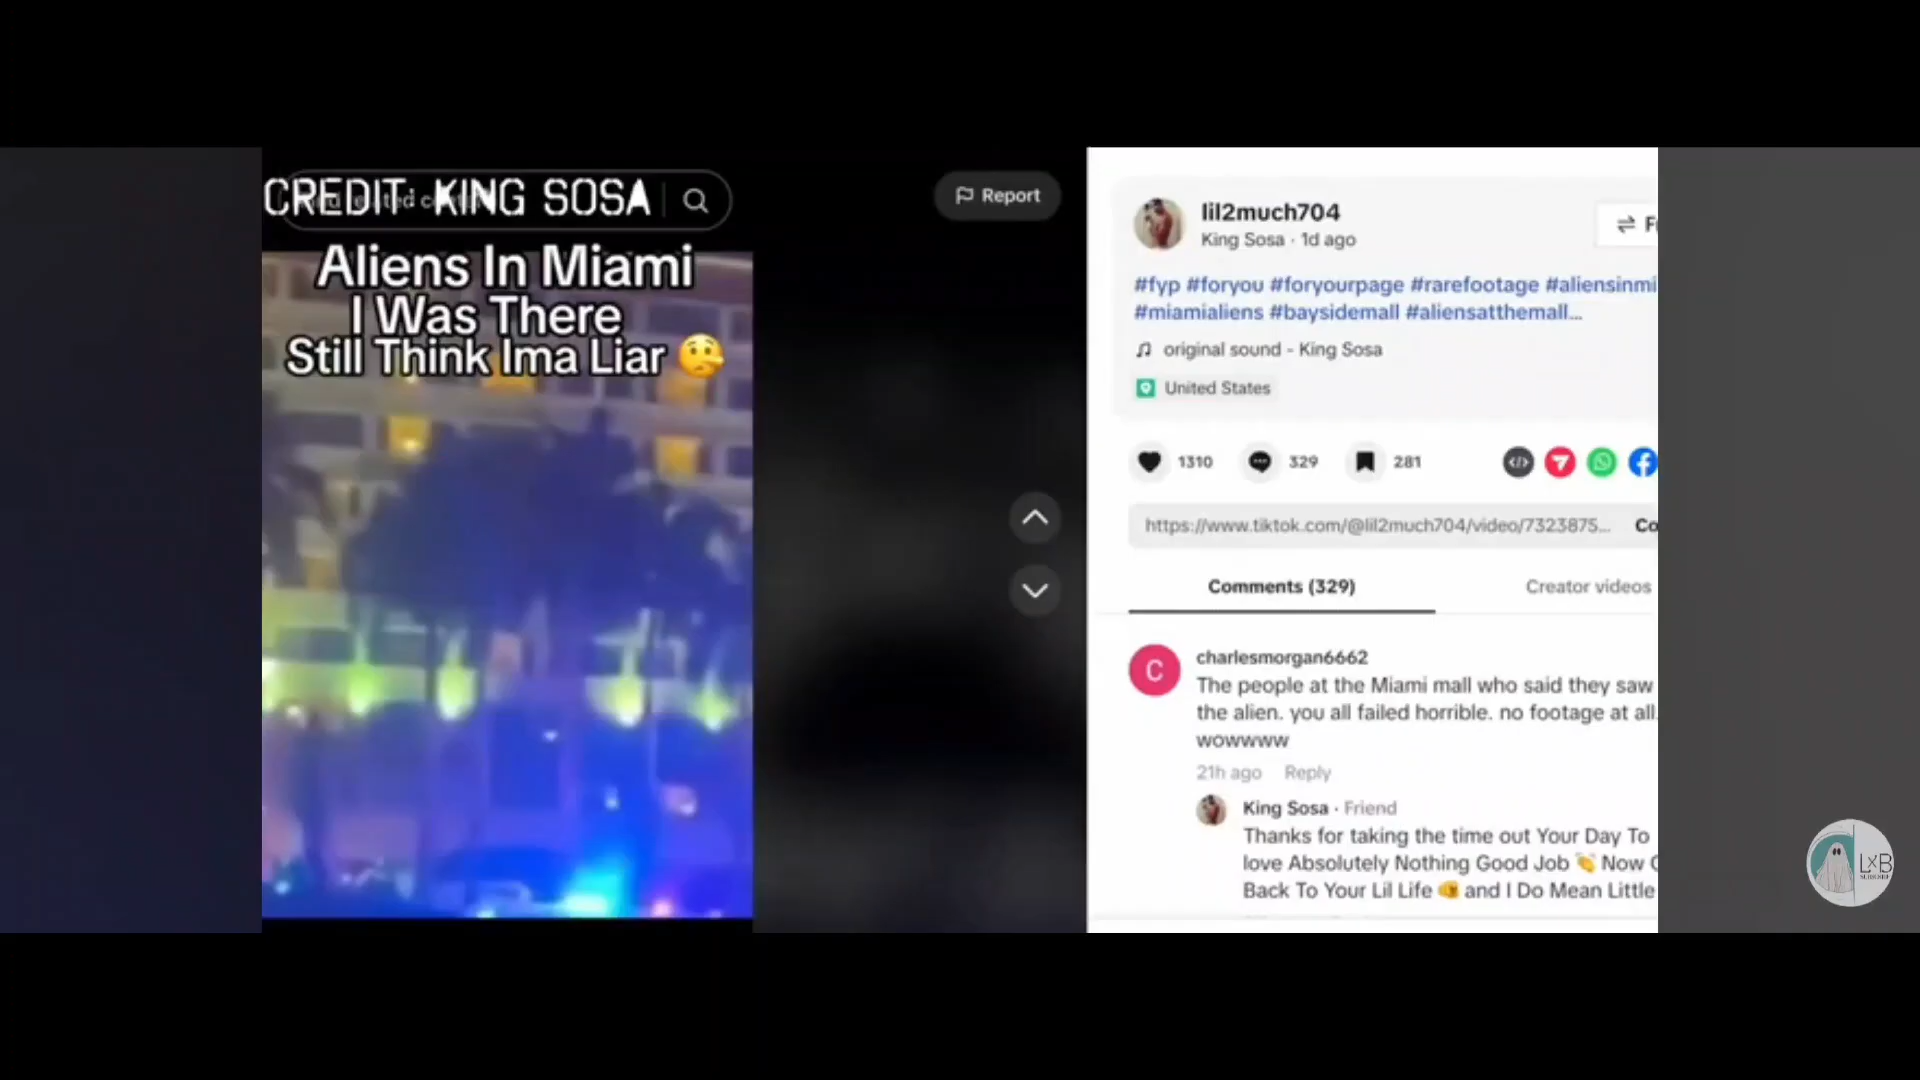 CREDIT: KING SOSA
Report
Aliens In Miami
I Was There
Still Think Ima Liar 🤥
lil2much704
King Sosa · 1d ago
#fyp #foryou #foryourpage #rarefootage #aliensinmi
#miamialiens #baysidemall #aliensatthemall...
original sound - King Sosa
United States
1310
329
281
https://www.tiktok.com/@lil2much704/video/7323875...
Co
Comments (329)
Creator videos
C
charlesmorgan6662
The people at the Miami mall who said they saw
the alien. you all failed horrible. no footage at all.
wowwww
21h ago
Reply
King Sosa · Friend
Thanks for taking the time out Your Day To
love Absolutely Nothing Good Job 👏 Now
Back To Your Lil Life 🤏 and I Do Mean Little
LxB